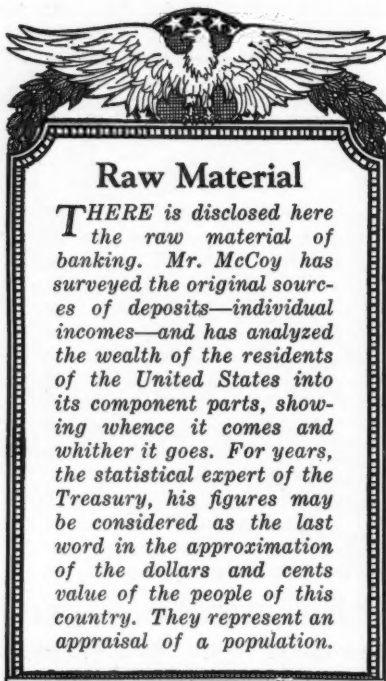 Raw Material
THERE is disclosed here
the raw material of
banking. Mr. McCoy has
surveyed the original sourc-
es of deposits—individual
incomes—and has analyzed
the wealth of the residents
of the United States into
its component parts, show-
ing whence it comes and
whither it goes. For years,
the statistical expert of the
Treasury, his figures may
be considered as the last
word in the approximation
of the dollars and cents
value of the people of this
country. They represent an
appraisal of a population.